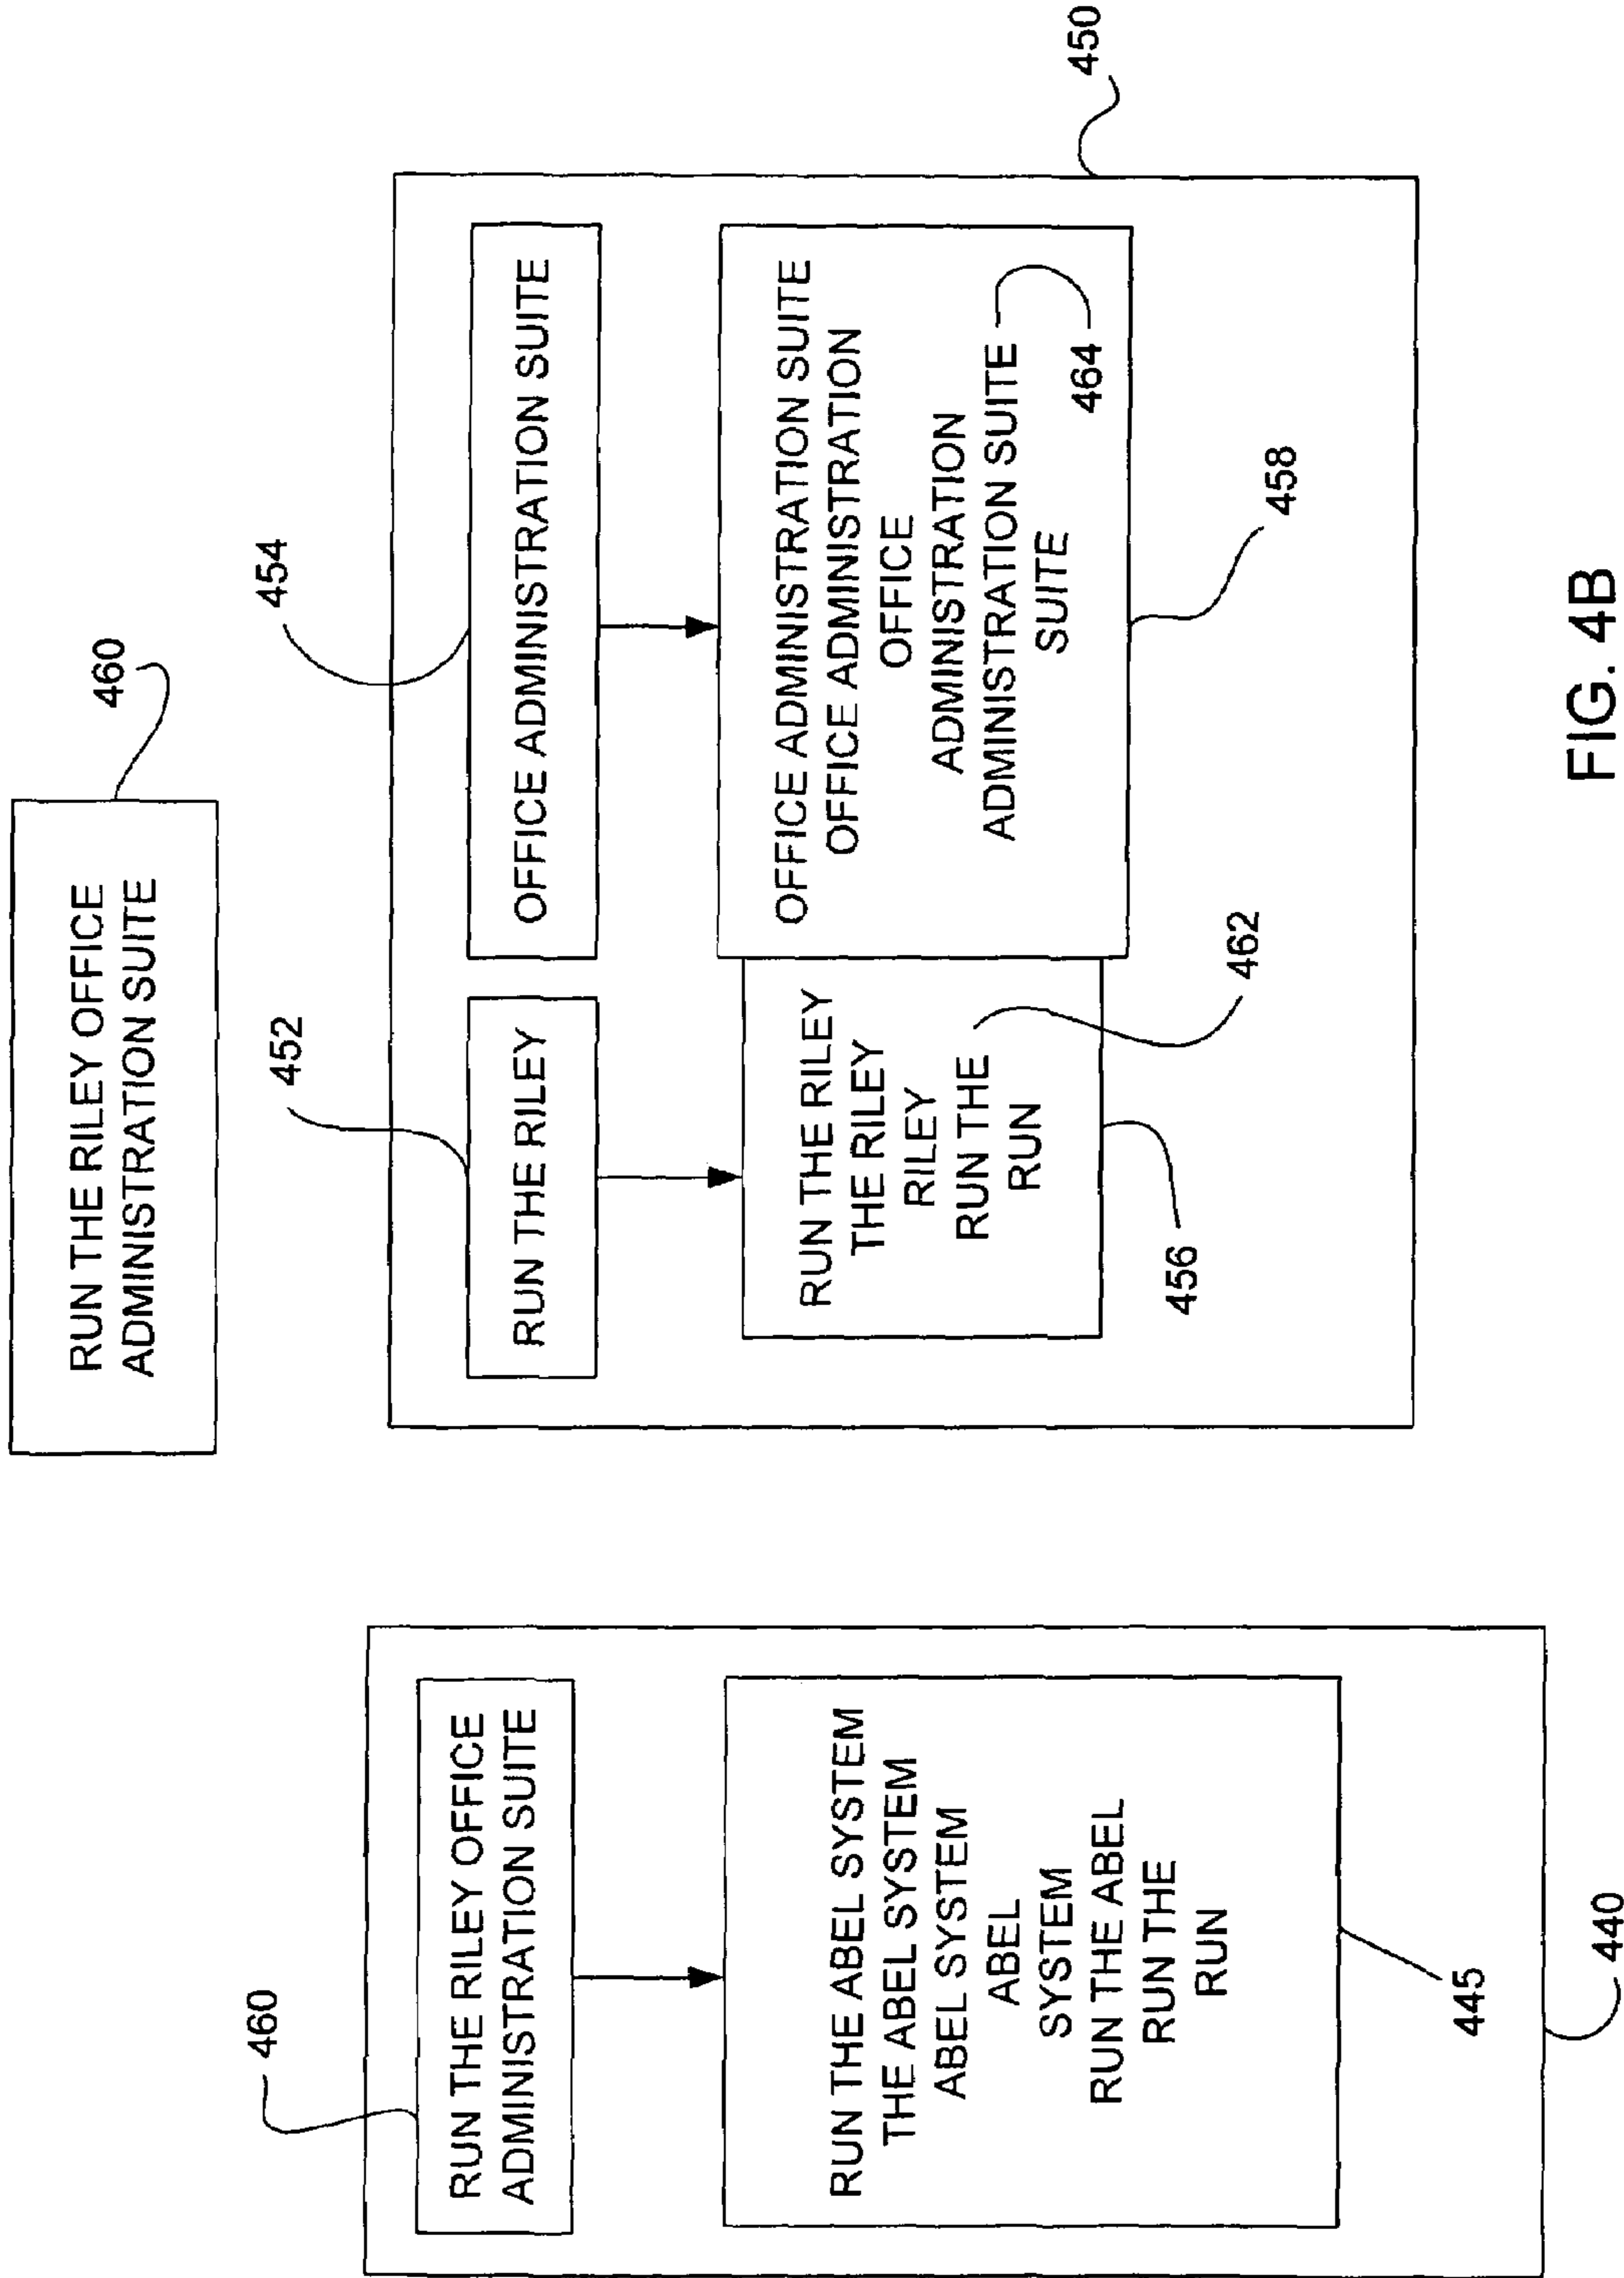 460
RUN THE RILEY OFFICE
ADMINISTRATION SUITE
RUN THE ABEL SYSTEM
THE ABEL SYSTEM
ABEL SYSTEM
ABEL
SYSTEM
RUN THE ABEL
RUN THE
RUN
445
440
RUN THE RILEY OFFICE
ADMINISTRATION SUITE
460
452
454
RUN THE RILEY
OFFICE ADMINISTRATION SUITE
RUN THE RILEY
THE RILEY
RILEY
RUN THE
RUN
462
456
OFFICE ADMINISTRATION SUITE
OFFICE ADMINISTRATION
OFFICE
ADMINISTRATION
ADMINISTRATION SUITE
SUITE
464
458
450
FIG. 4B